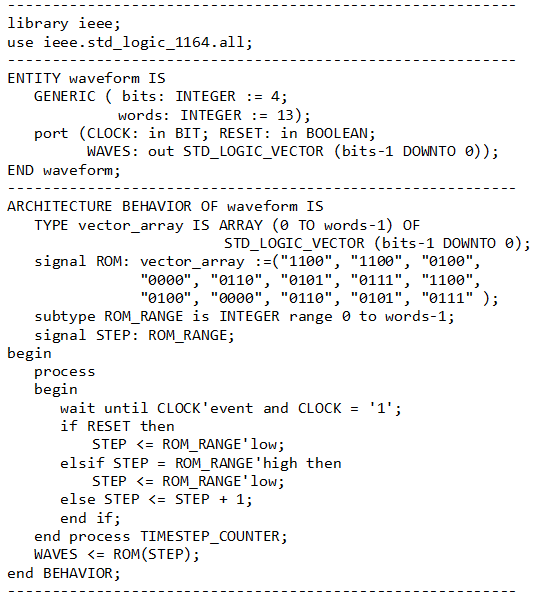 ----------------------------------------------------------
library ieee;
use ieee.std_logic_1164.all;
----------------------------------------------------------
ENTITY waveform IS
   GENERIC ( bits: INTEGER := 4;
             words: INTEGER := 13);
   port (CLOCK: in BIT; RESET: in BOOLEAN;
         WAVES: out STD_LOGIC_VECTOR (bits-1 DOWNTO 0));
END waveform;
----------------------------------------------------------
ARCHITECTURE BEHAVIOR OF waveform IS
   TYPE vector_array IS ARRAY (0 TO words-1) OF
                         STD_LOGIC_VECTOR (bits-1 DOWNTO 0);
   signal ROM: vector_array :=("1100", "1100", "0100",
               "0000", "0110", "0101", "0111", "1100",
               "0100", "0000", "0110", "0101", "0111" );
   subtype ROM_RANGE is INTEGER range 0 to words-1;
   signal STEP: ROM_RANGE;
begin
   process
   begin
      wait until CLOCK'event and CLOCK = '1';
      if RESET then
          STEP <= ROM_RANGE'low;
      elsif STEP = ROM_RANGE'high then
          STEP <= ROM_RANGE'low;
      else STEP <= STEP + 1;
      end if;
   end process TIMESTEP_COUNTER;
   WAVES <= ROM(STEP);
end BEHAVIOR;
----------------------------------------------------------